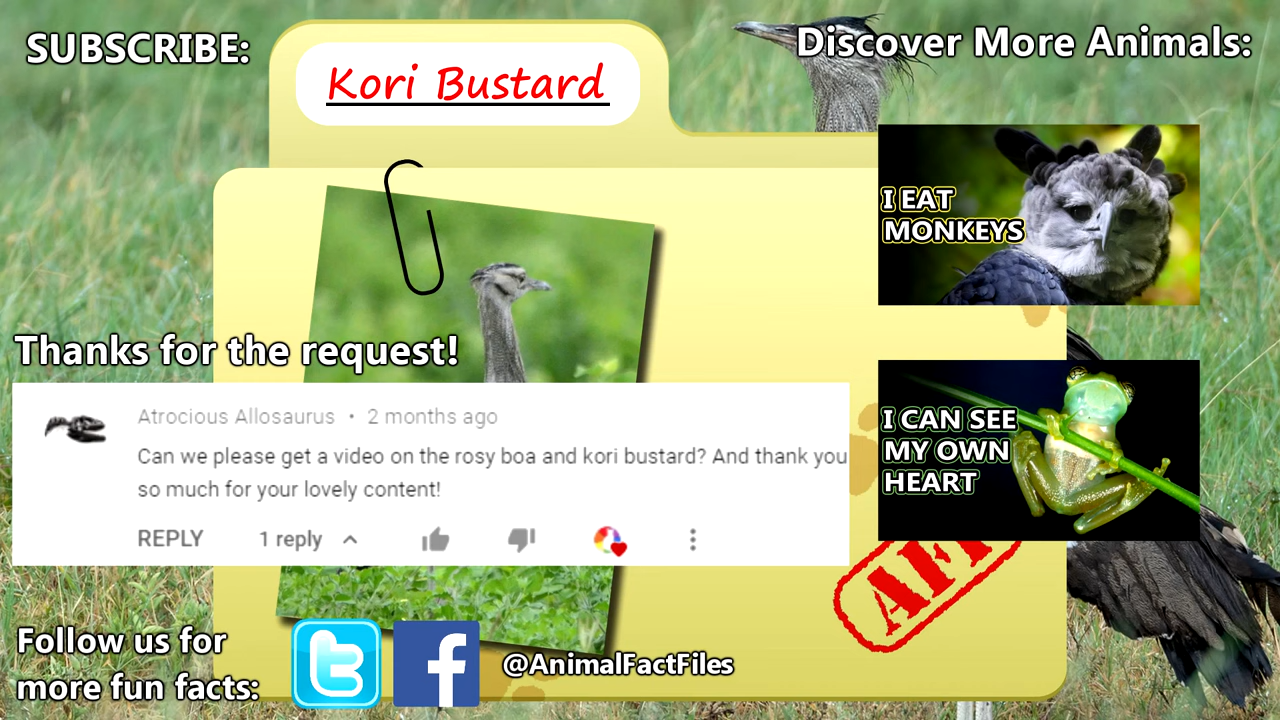 SUBSCRIBE:
Kori Bustard
Discover More Animals:
I EAT
MONKEYS
Thanks for the request!
Atrocious Allosaurus • 2 months ago
Can we please get a video on the rosy boa and kori bustard? And thank you
so much for your lovely content!
REPLY 1 reply
I CAN SEE
MY OWN
HEART
AFF
Follow us for
more fun facts:
@AnimalFactFiles